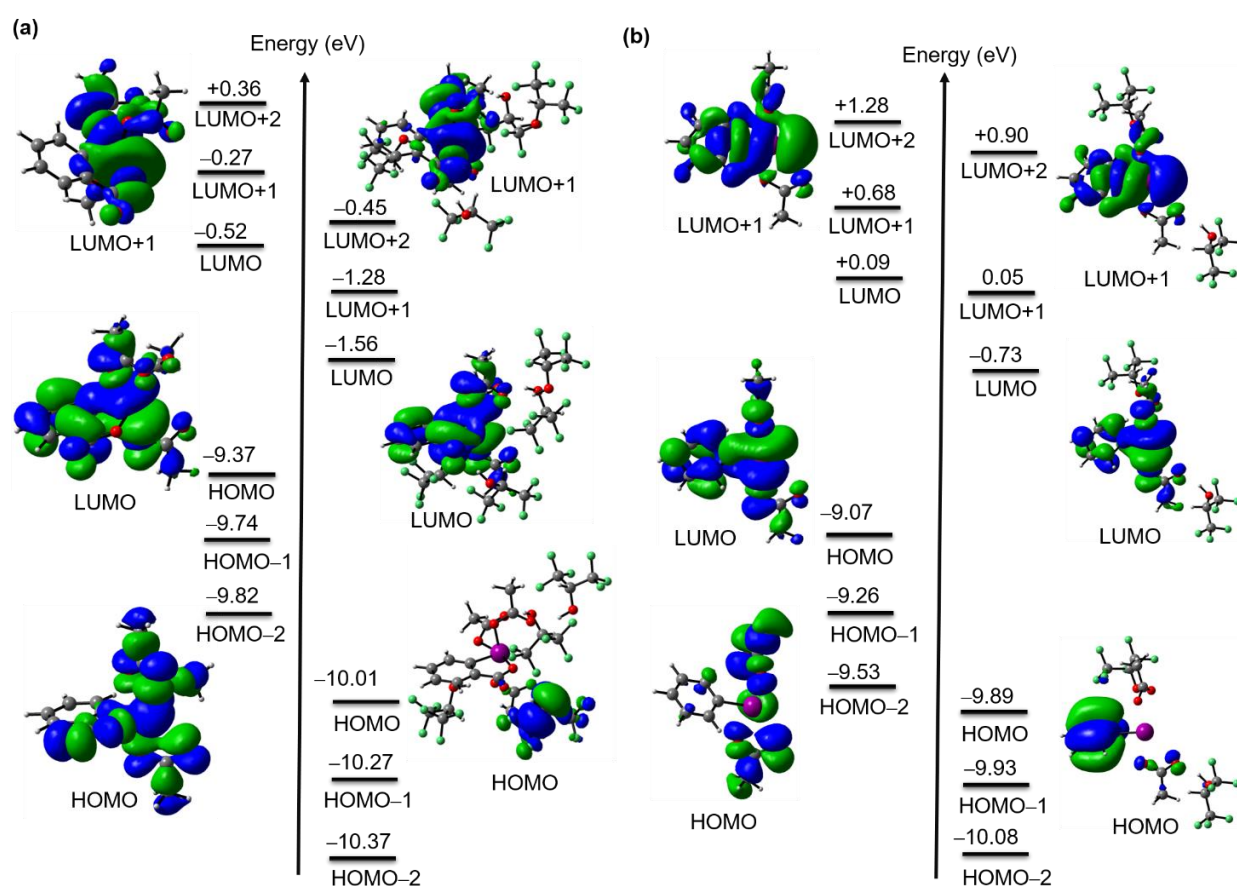 (a)
Energy (eV)
+0.36
LUMO+2
−0.27
LUMO+1
−0.52
LUMO
LUMO+1
LUMO+1
−0.45
LUMO+2
−1.28
LUMO+1
−1.56
LUMO
LUMO
LUMO
−9.37
HOMO
−9.74
HOMO−1
−9.82
HOMO−2
HOMO
−10.01
HOMO
−10.27
HOMO−1
−10.37
HOMO−2
HOMO
(b)
Energy (eV)
+1.28
LUMO+2
+0.68
LUMO+1
+0.09
LUMO
LUMO+1
+0.90
LUMO+2
LUMO+1
0.05
LUMO+1
−0.73
LUMO
LUMO
LUMO
−9.07
HOMO
−9.26
HOMO−1
−9.53
HOMO−2
HOMO
−9.89
HOMO
−9.93
HOMO−1
−10.08
HOMO−2
HOMO